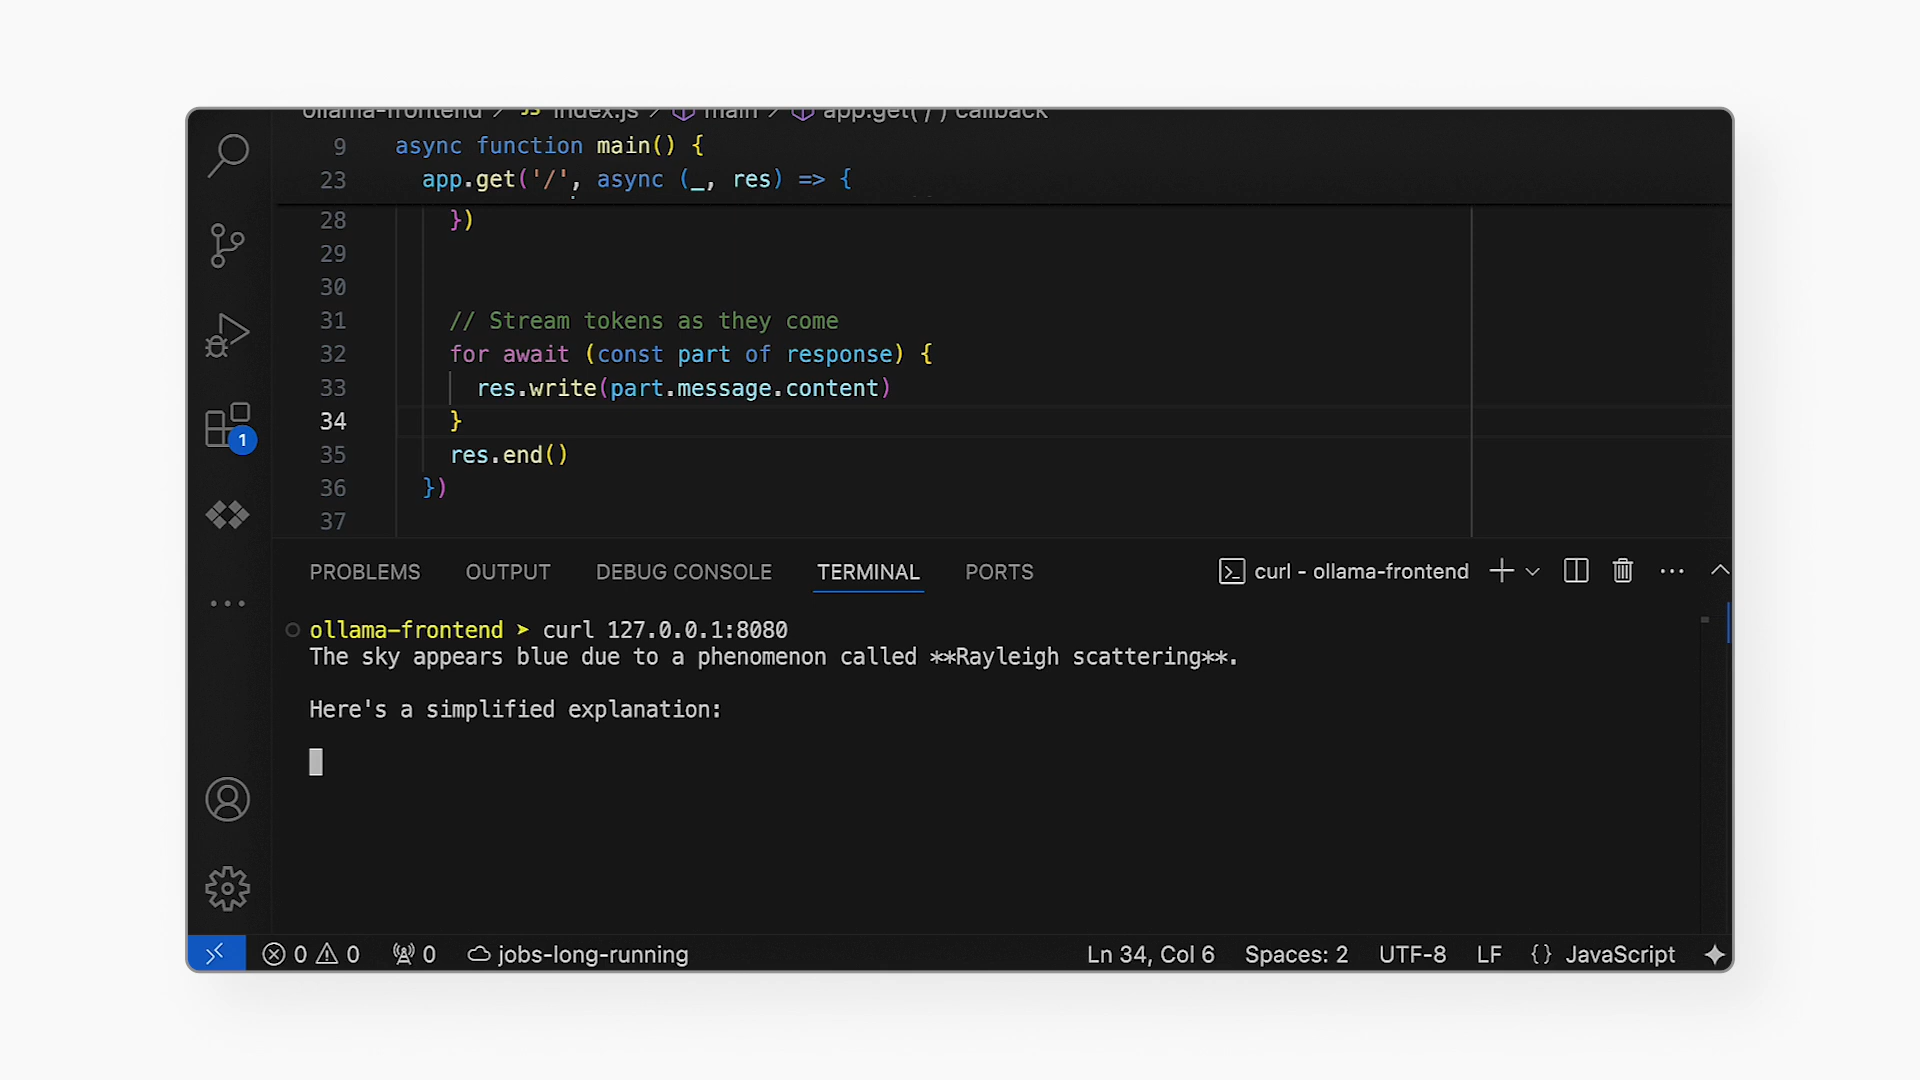 ollama-frontend > JS index.js > main > app.get('/') callback
9 async function main() {
23 app.get('/', async (_, res) => {
28 })
29
30
31 // Stream tokens as they come
32 for await (const part of response) {
33 res.write(part.message.content)
34 }
35 res.end()
36 })
37
1
PROBLEMS OUTPUT DEBUG CONSOLE TERMINAL PORTS curl - ollama-frontend
ollama-frontend ➤ curl 127.0.0.1:8080
The sky appears blue due to a phenomenon called **Rayleigh scattering**.
Here's a simplified explanation:
0 0 0 jobs-long-running Ln 34, Col 6 Spaces: 2 UTF-8 LF {} JavaScript